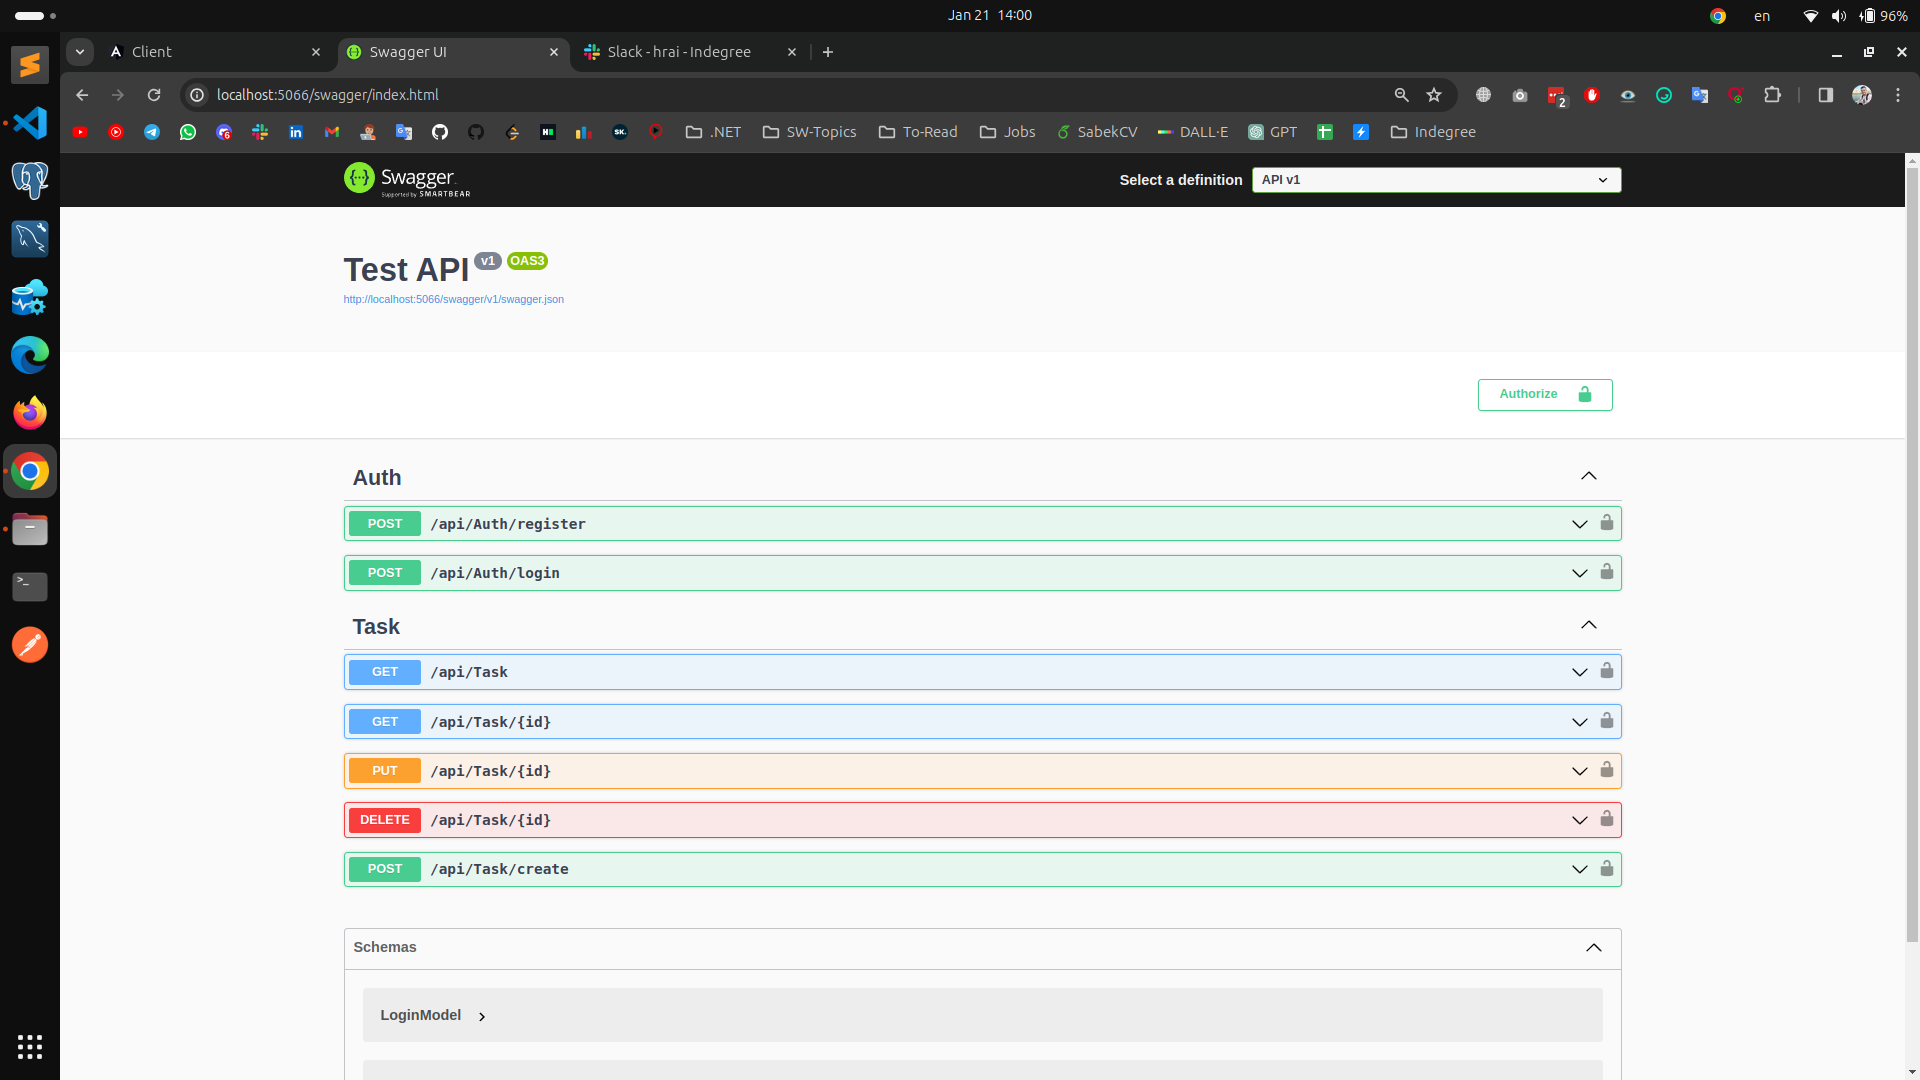 Jan 21 14:00
en
96%
Client
Swagger UI
Slack - hrai - Indegree
localhost:5066/swagger/index.html
2
6
SK.
.NET
SW-Topics
To-Read
Jobs
SabekCV
DALL·E
GPT
Indegree
Swagger
Supported by SMARTBEAR
Select a definition
API v1
Test API v1 OAS3
http://localhost:5066/swagger/v1/swagger.json
Authorize
Auth
POST /api/Auth/register
POST /api/Auth/login
Task
GET /api/Task
GET /api/Task/{id}
PUT /api/Task/{id}
DELETE /api/Task/{id}
POST /api/Task/create
Schemas
LoginModel